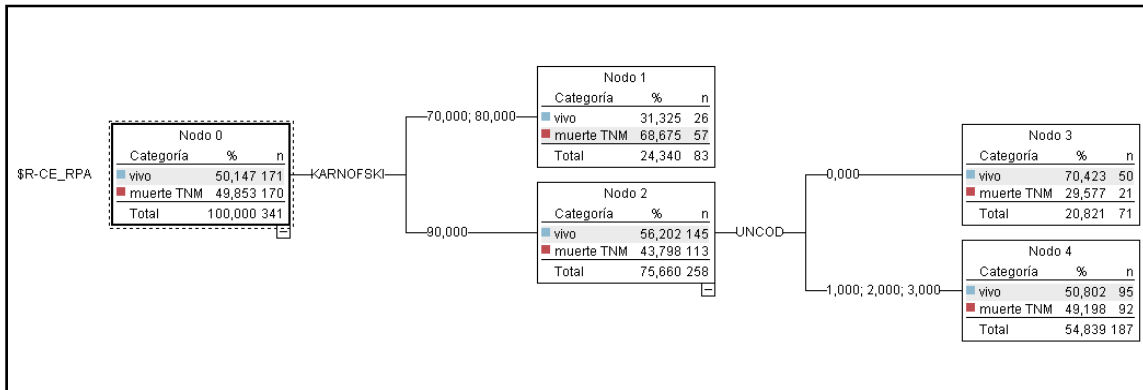 $R-CE_RPA
Nodo 0
Categoría % n
vivo 50,147 171
muerte TNM 49,853 170
Total 100,000 341
KARNOFSKI
70,000; 80,000
Nodo 1
Categoría % n
vivo 31,325 26
muerte TNM 68,675 57
Total 24,340 83
90,000
Nodo 2
Categoría % n
vivo 56,202 145
muerte TNM 43,798 113
Total 75,660 258
UNCOD
0,000
Nodo 3
Categoría % n
vivo 70,423 50
muerte TNM 29,577 21
Total 20,821 71
1,000; 2,000; 3,000
Nodo 4
Categoría % n
vivo 50,802 95
muerte TNM 49,198 92
Total 54,839 187